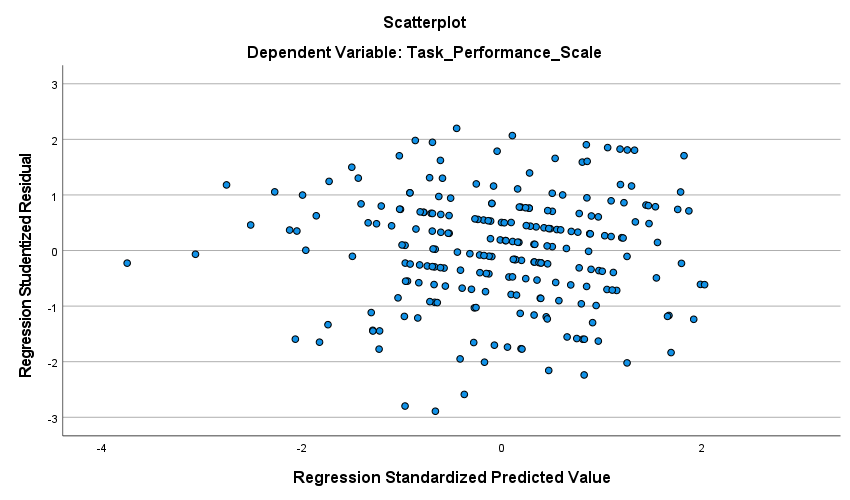 Scatterplot
Dependent Variable: Task_Performance_Scale
Regression Studentized Residual
3
2
1
0
-1
-2
-3
-4 -2 0 2
Regression Standardized Predicted Value